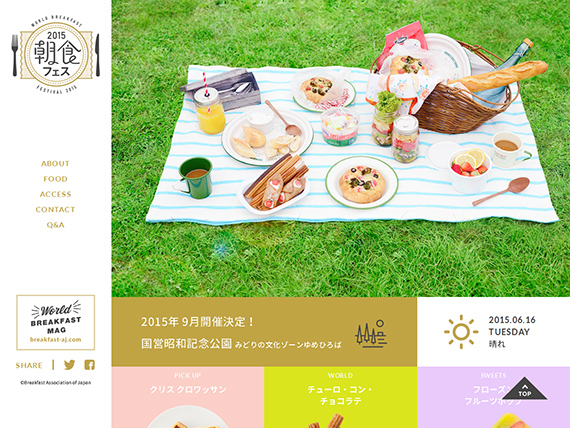 WORLD BREAKFAST
2015
朝食
フェス
FESTIVAL 2015
ABOUT
FOOD
ACCESS
CONTACT
Q&A
World
BREAKFAST
MAG
breakfast-aj.com
SHARE
©Breakfast Association of Japan
2015年 9月開催決定！
国営昭和記念公園 みどりの文化ゾーンゆめひろば
2015.06.16
TUESDAY
晴れ
PICK UP
クリス クロワッサン
WORLD
チューロ・コン・
チョコラテ
SWEETS
フローズン
フルーツポップ
TOP